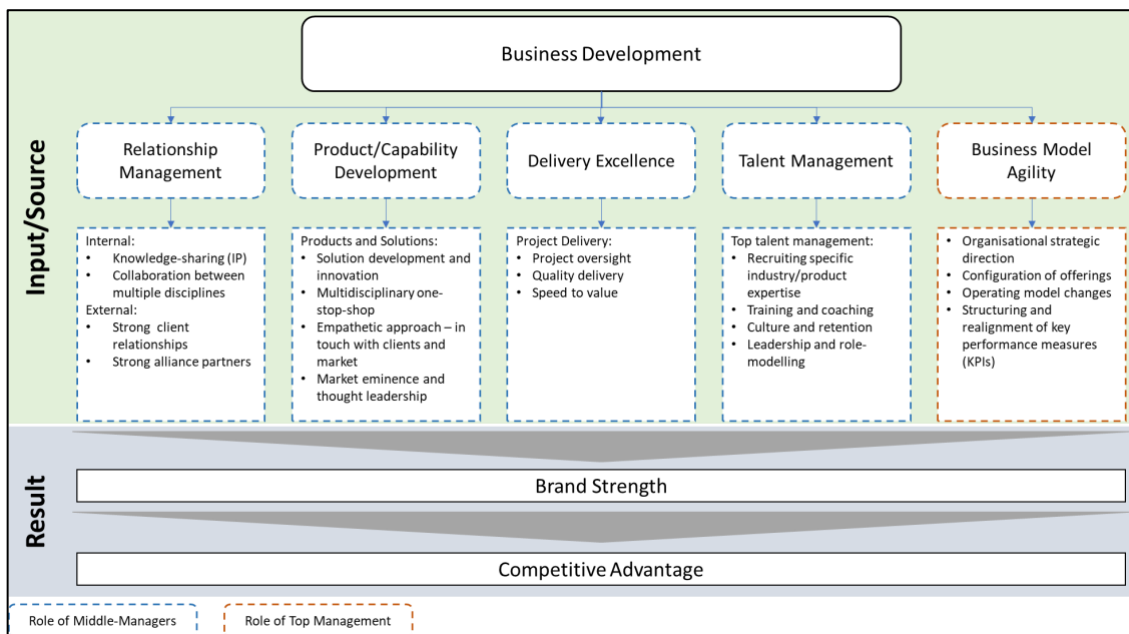 Business Development
Input/Source
Relationship
Management
Product/Capability
Development
Delivery Excellence
Talent Management
Business Model
Agility
Internal:
• Knowledge-sharing (IP)
• Collaboration between
multiple disciplines
External:
• Strong client
relationships
• Strong alliance partners
Products and Solutions:
• Solution development and
innovation
• Multidisciplinary one-
stop-shop
• Empathetic approach – in
touch with clients and
market
• Market eminence and
thought leadership
Project Delivery:
• Project oversight
• Quality delivery
• Speed to value
Top talent management:
• Recruiting specific
industry/product
expertise
• Training and coaching
• Culture and retention
• Leadership and role-
modelling
• Organisational strategic
direction
• Configuration of offerings
• Operating model changes
• Structuring and
realignment of key
performance measures
(KPIs)
Result
Brand Strength
Competitive Advantage
Role of Middle-Managers
Role of Top Management